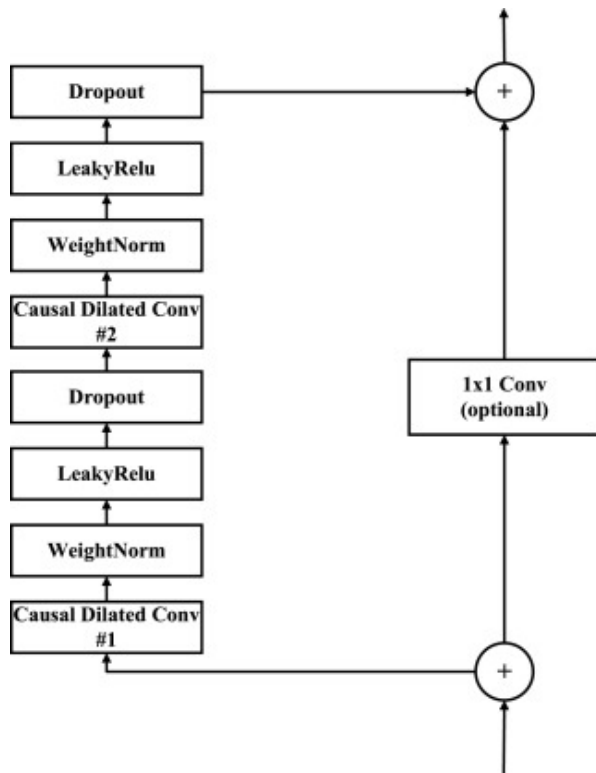 Dropout
+
LeakyRelu
WeightNorm
Causal Dilated Conv
#2
Dropout
1x1 Conv
(optional)
LeakyRelu
WeightNorm
Causal Dilated Conv
#1
+